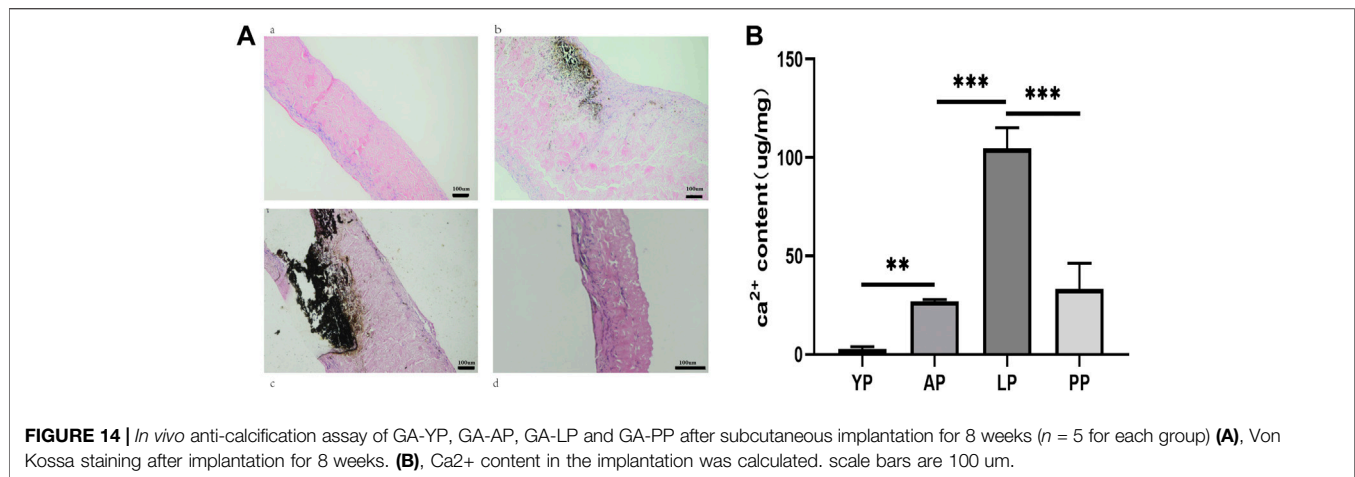 A
a
b
100um
100um
c
d
100um
100um
B
150
100
50
0
ca2+ content(ug/mg)
**
***
***
YP AP LP PP
FIGURE 14 | In vivo anti-calcification assay of GA-YP, GA-AP, GA-LP and GA-PP after subcutaneous implantation for 8 weeks (n = 5 for each group) (A), Von
Kossa staining after implantation for 8 weeks. (B), Ca2+ content in the implantation was calculated. scale bars are 100 um.